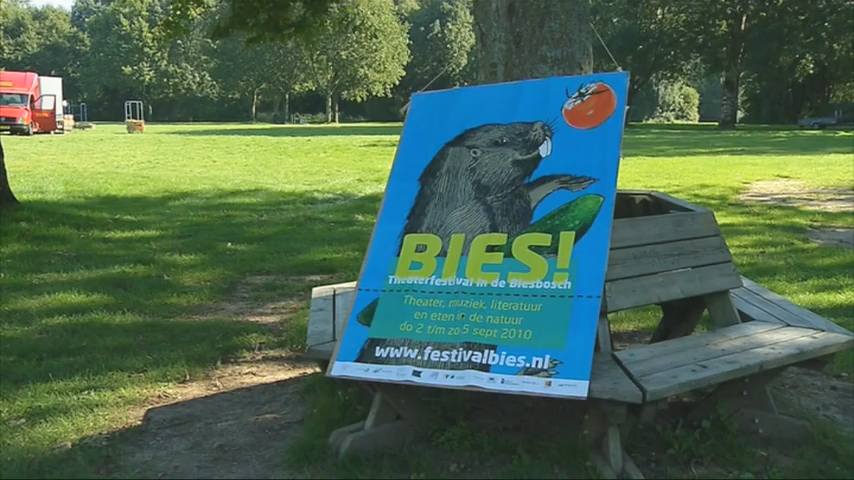 BIES!
Theaterfestival in de Biesbosch
Theater, muziek, literatuur
en eten in de natuur
do 2 t/m zo 5 sept 2010
www.festivalbies.nl